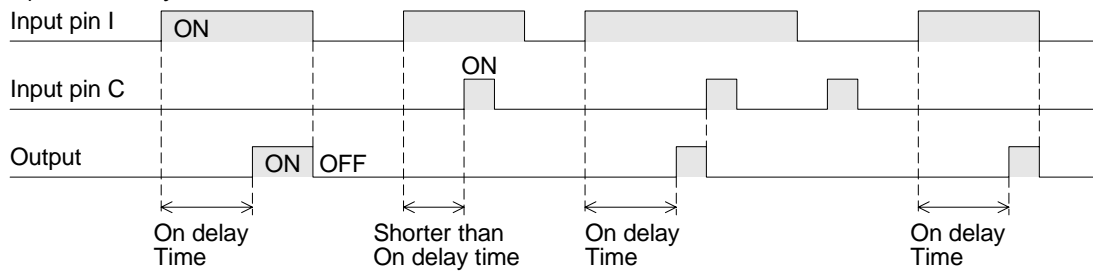 Input pin I
ON
ON
Input pin C
Output
ON
OFF
On delay
Time
Shorter than
On delay time
On delay
Time
On delay
Time